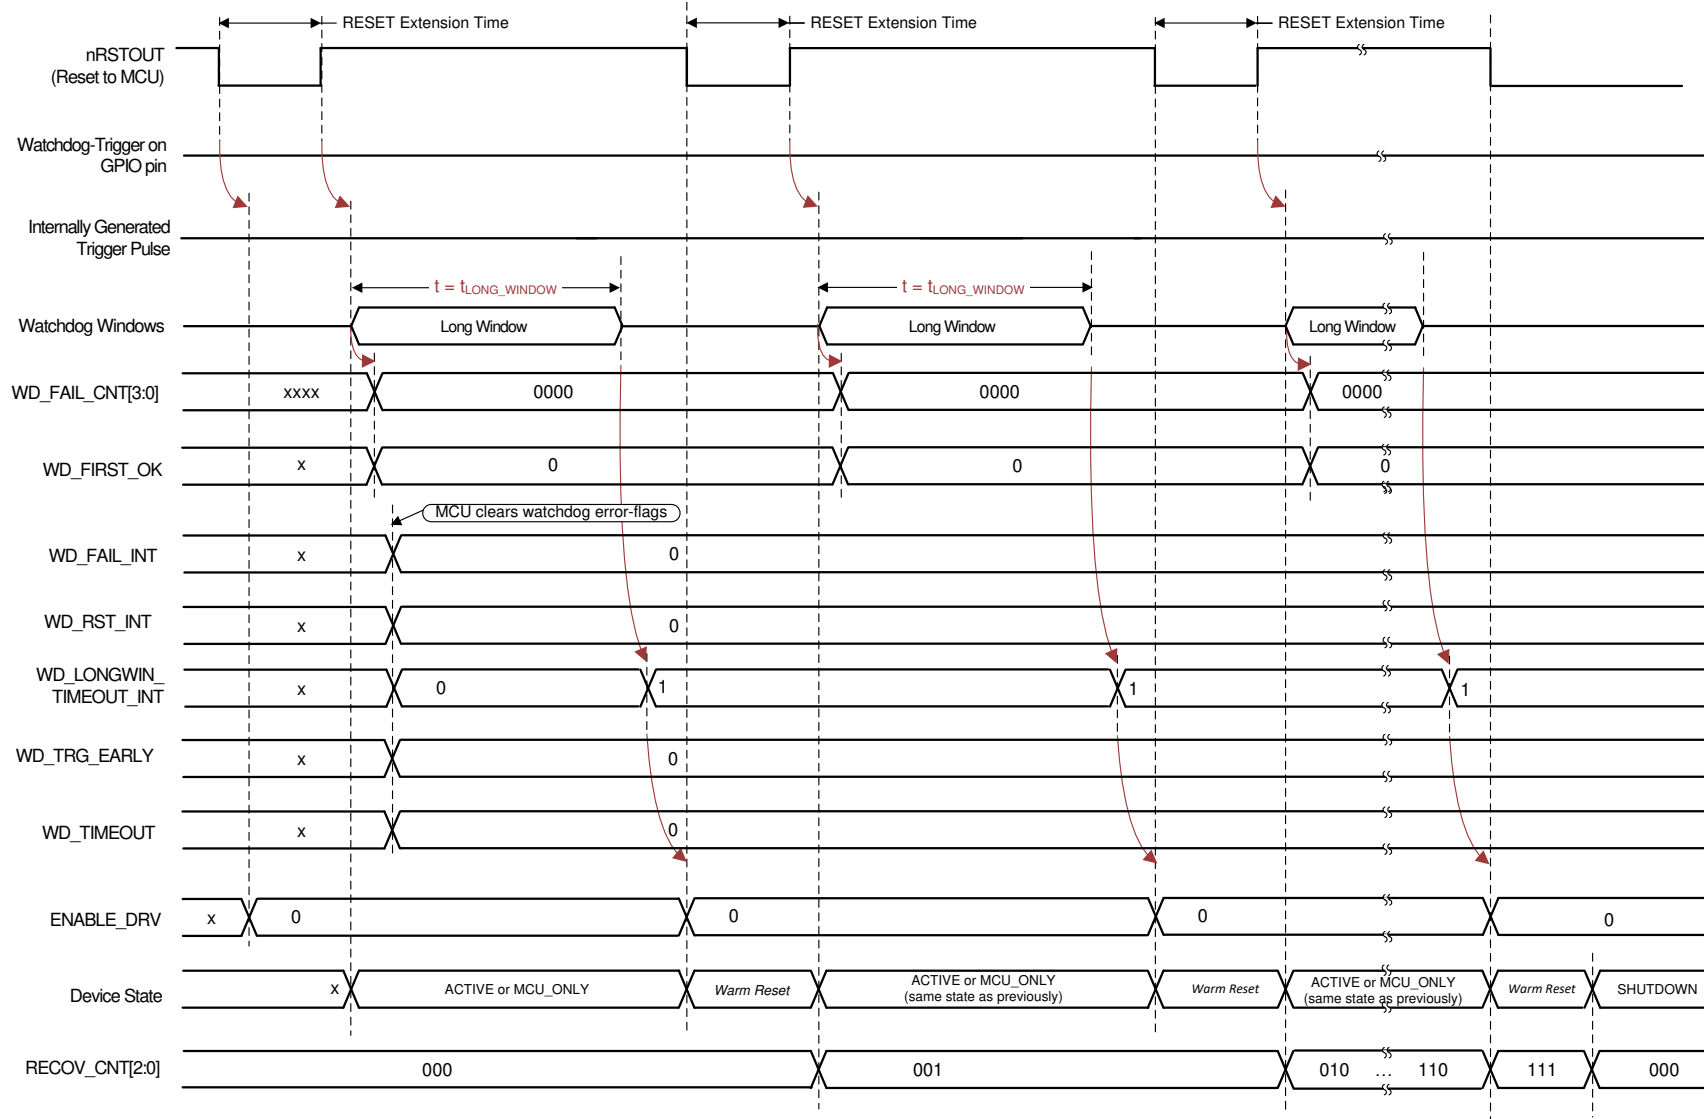 RESET Extension Time RESET Extension Time RESET Extension Time
nRSTOUT
(Reset to MCU)
Watchdog-Trigger on
GPIO pin
Internally Generated
Trigger Pulse
t = tLONG_WINDOW t = tLONG_WINDOW
Watchdog Windows Long Window Long Window Long Window
WD_FAIL_CNT[3:0] xxxx 0000 0000 0000
WD_FIRST_OK x 0 0 0
MCU clears watchdog error-flags
WD_FAIL_INT x 0
WD_RST_INT x 0
WD_LONGWIN_
TIMEOUT_INT x 0 1 1 1
WD_TRG_EARLY x 0
WD_TIMEOUT x 0
ENABLE_DRV x 0 0 0 0
Device State x ACTIVE or MCU_ONLY Warm Reset ACTIVE or MCU_ONLY
(same state as previously) Warm Reset ACTIVE or MCU_ONLY
(same state as previously) Warm Reset SHUTDOWN
RECOV_CNT[2:0] 000 001 010 ... 110 111 000